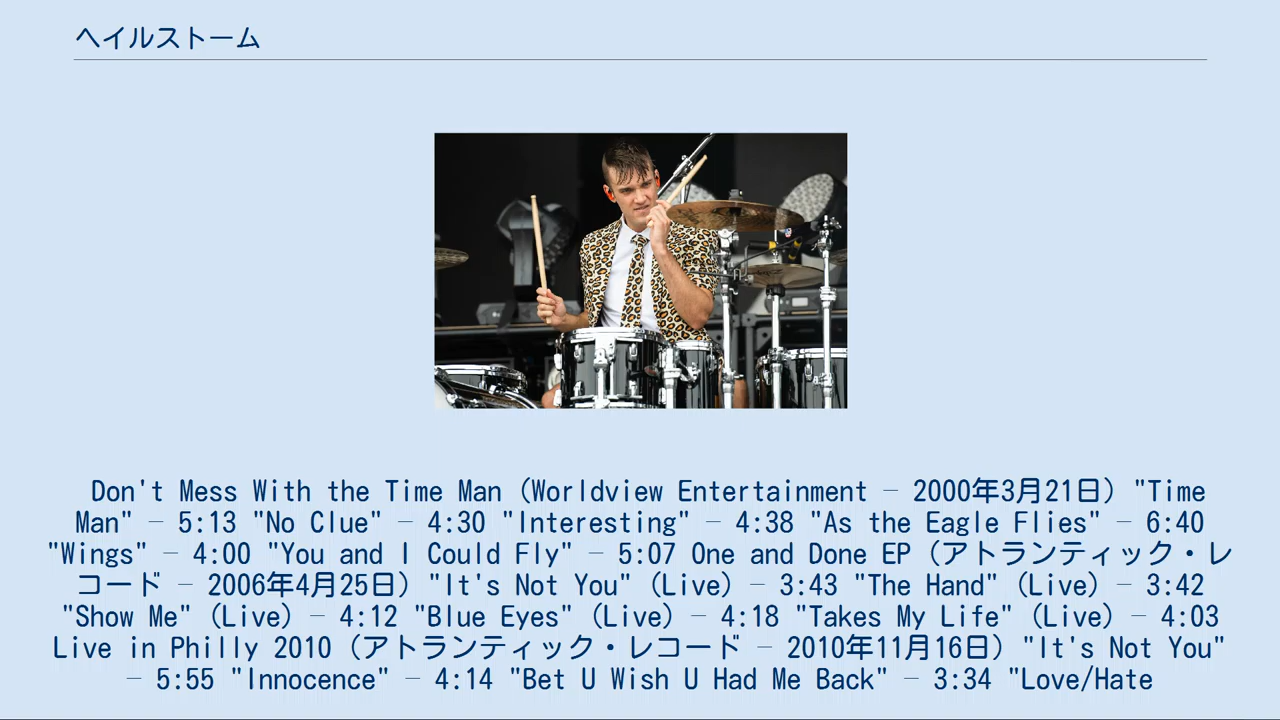 ヘイルストーム
Don't Mess With the Time Man（Worldview Entertainment – 2000年3月21日）"Time
Man" – 5:13 "No Clue" – 4:30 "Interesting" – 4:38 "As the Eagle Flies" – 6:40
"Wings" – 4:00 "You and I Could Fly" – 5:07 One and Done EP（アトランティック・レ
コード – 2006年4月25日）"It's Not You"（Live）– 3:43 "The Hand"（Live）– 3:42
"Show Me"（Live）– 4:12 "Blue Eyes"（Live）– 4:18 "Takes My Life"（Live）– 4:03
Live in Philly 2010（アトランティック・レコード – 2010年11月16日）"It's Not You"
– 5:55 "Innocence" – 4:14 "Bet U Wish U Had Me Back" – 3:34 "Love/Hate